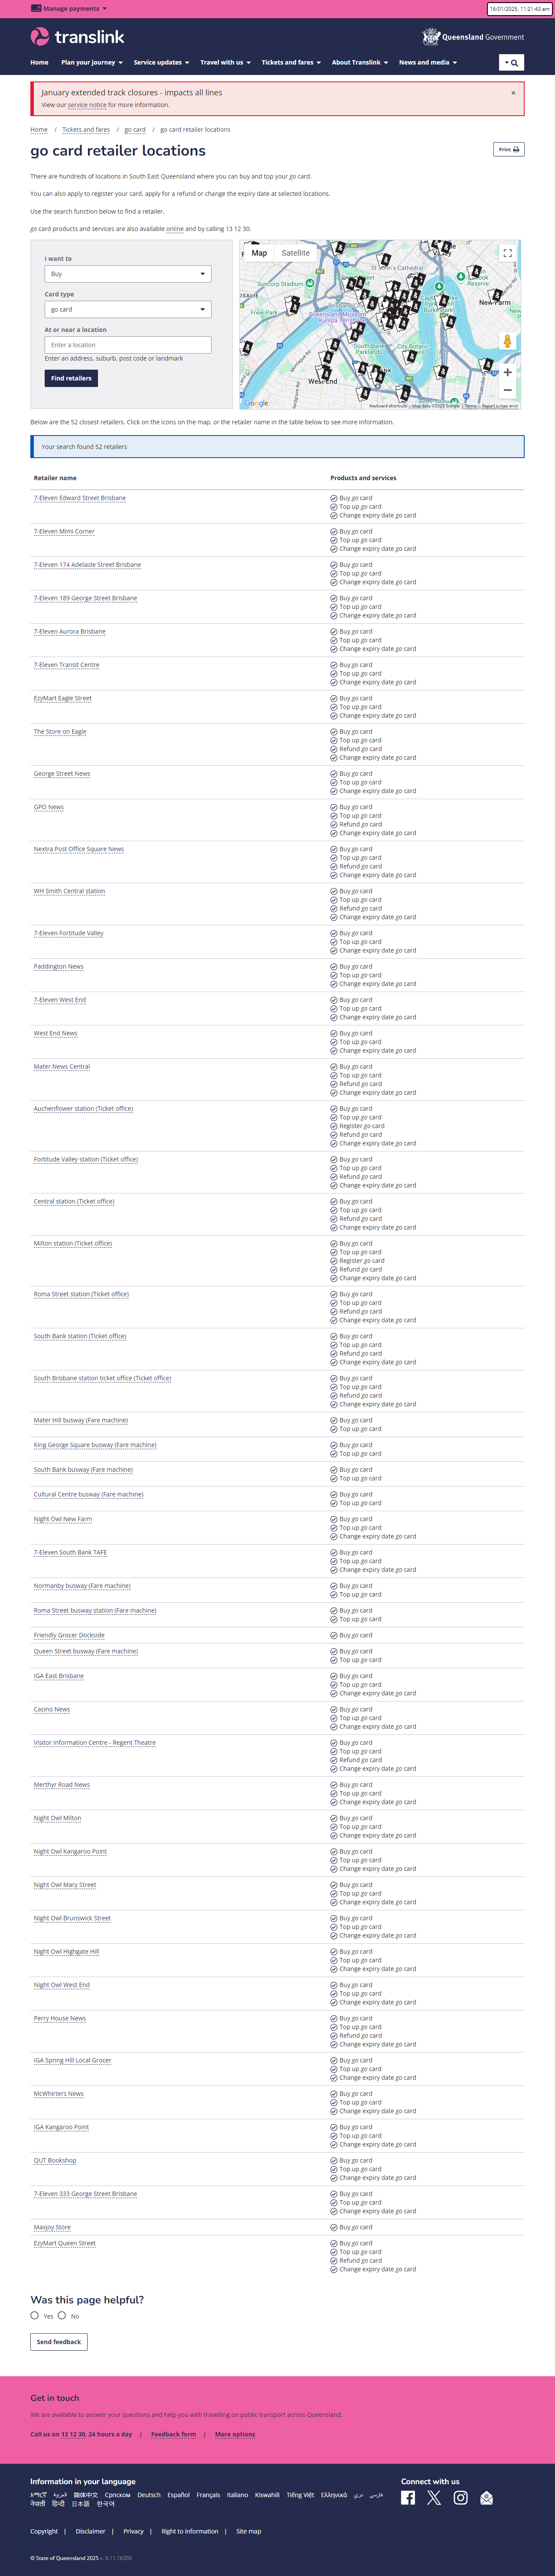 Manage payments
16/01/2025, 11:21:43 am
translink
Queensland Government
Home Plan your journey Service updates Travel with us Tickets and fares About Translink News and media
January extended track closures - impacts all lines
View our service notice for more information.
Home / Tickets and fares / go card / go card retailer locations
go card retailer locations
Print
There are hundreds of locations in South East Queensland where you can buy and top your go card.
You can also apply to register your card, apply for a refund or change the expiry date at selected locations.
Use the search function below to find a retailer.
go card products and services are also available online and by calling 13 12 30.
I want to
Buy
Card type
go card
At or near a location
Enter a location
Enter an address, suburb, post code or landmark
Find retailers
Map Satellite
St John's Cathedral
Suncorp Stadium
New Farm
West End
Google
Keyboard shortcuts Map data ©2025 Google Terms Report a map error
Below are the 52 closest retailers. Click on the icons on the map, or the retailer name in the table below to see more information.
Your search found 52 retailers
Retailer name Products and services
7-Eleven Edward Street Brisbane
Buy go card
Top up go card
Change expiry date go card
7-Eleven Mimi Corner
Buy go card
Top up go card
Change expiry date go card
7-Eleven 174 Adelaide Street Brisbane
Buy go card
Top up go card
Change expiry date go card
7-Eleven 189 George Street Brisbane
Buy go card
Top up go card
Change expiry date go card
7-Eleven Aurora Brisbane
Buy go card
Top up go card
Change expiry date go card
7-Eleven Transit Centre
Buy go card
Top up go card
Change expiry date go card
EzyMart Eagle Street
Buy go card
Top up go card
Change expiry date go card
The Store on Eagle
Buy go card
Top up go card
Refund go card
Change expiry date go card
George Street News
Buy go card
Top up go card
Change expiry date go card
GPO News
Buy go card
Top up go card
Refund go card
Change expiry date go card
Nextra Post Office Square News
Buy go card
Top up go card
Refund go card
Change expiry date go card
WH Smith Central station
Buy go card
Top up go card
Refund go card
Change expiry date go card
7-Eleven Fortitude Valley
Buy go card
Top up go card
Change expiry date go card
Paddington News
Buy go card
Top up go card
Change expiry date go card
7-Eleven West End
Buy go card
Top up go card
Change expiry date go card
West End News
Buy go card
Top up go card
Change expiry date go card
Mater News Central
Buy go card
Top up go card
Refund go card
Change expiry date go card
Auchenflower station (Ticket office)
Buy go card
Top up go card
Register go card
Refund go card
Change expiry date go card
Fortitude Valley station (Ticket office)
Buy go card
Top up go card
Refund go card
Change expiry date go card
Central station (Ticket office)
Buy go card
Top up go card
Refund go card
Change expiry date go card
Milton station (Ticket office)
Buy go card
Top up go card
Register go card
Refund go card
Change expiry date go card
Roma Street station (Ticket office)
Buy go card
Top up go card
Refund go card
Change expiry date go card
South Bank station (Ticket office)
Buy go card
Top up go card
Refund go card
Change expiry date go card
South Brisbane station ticket office (Ticket office)
Buy go card
Top up go card
Refund go card
Change expiry date go card
Mater Hill busway (Fare machine)
Buy go card
Top up go card
King George Square busway (Fare machine)
Buy go card
Top up go card
South Bank busway (Fare machine)
Buy go card
Top up go card
Cultural Centre busway (Fare machine)
Buy go card
Top up go card
Night Owl New Farm
Buy go card
Top up go card
Change expiry date go card
7-Eleven South Bank TAFE
Buy go card
Top up go card
Change expiry date go card
Normanby busway (Fare machine)
Buy go card
Top up go card
Roma Street busway station (Fare machine)
Buy go card
Top up go card
Friendly Grocer Dockside
Buy go card
Queen Street busway (Fare machine)
Buy go card
Top up go card
IGA East Brisbane
Buy go card
Top up go card
Change expiry date go card
Casino News
Buy go card
Top up go card
Change expiry date go card
Visitor Information Centre - Regent Theatre
Buy go card
Top up go card
Refund go card
Change expiry date go card
Merthyr Road News
Buy go card
Top up go card
Change expiry date go card
Night Owl Milton
Buy go card
Top up go card
Change expiry date go card
Night Owl Kangaroo Point
Buy go card
Top up go card
Change expiry date go card
Night Owl Mary Street
Buy go card
Top up go card
Change expiry date go card
Night Owl Brunswick Street
Buy go card
Top up go card
Change expiry date go card
Night Owl Highgate Hill
Buy go card
Top up go card
Change expiry date go card
Night Owl West End
Buy go card
Top up go card
Change expiry date go card
Perry House News
Buy go card
Top up go card
Refund go card
Change expiry date go card
IGA Spring Hill Local Grocer
Buy go card
Top up go card
Change expiry date go card
McWhirters News
Buy go card
Top up go card
Change expiry date go card
IGA Kangaroo Point
Buy go card
Top up go card
Change expiry date go card
QUT Bookshop
Buy go card
Top up go card
Change expiry date go card
7-Eleven 333 George Street Brisbane
Buy go card
Top up go card
Change expiry date go card
Maxjoy Store
Buy go card
EzyMart Queen Street
Buy go card
Top up go card
Refund go card
Change expiry date go card
Was this page helpful?
Yes No
Send feedback
Get in touch
We are available to answer your questions and help you with travelling on public transport across Queensland.
Call us on 13 12 30, 24 hours a day | Feedback form | More options
Information in your language
አማርኛ العربية 简体中文 Српском Deutsch Español Français Italiano Kiswahili Tiếng Việt Ελληνικά دری فارسی
नेपाली हिन्दी 日本語 한국어
Connect with us
Copyright | Disclaimer | Privacy | Right to information | Site map
© State of Queensland 2025 v. 6.11.16350